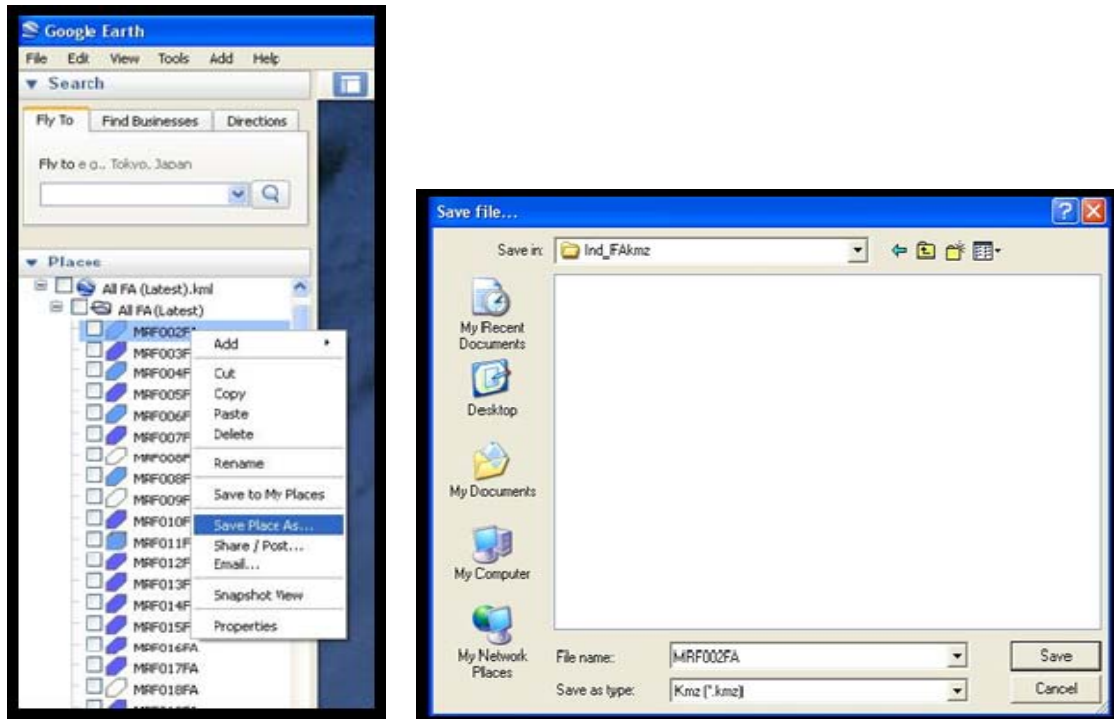 Google Earth
File Edit View Tools Add Help
Search
Fly To Find Businesses Directions
Fly to e.g., Tokyo, Japan
Places
All FA (Latest).kml
All FA (Latest)
MRF002F
MRF003F
MRF004F
MRF005F
MRF006F
MRF007F
MRF008F
MRF008F
MRF009F
MRF010F
MRF011F
MRF012F
MRF013F
MRF014F
MRF015F
MRF016FA
MRF017FA
MRF018FA
Add
Cut
Copy
Paste
Delete
Rename
Save to My Places
Save Place As...
Share / Post...
Email...
Snapshot View
Properties
Save file...
Save in: Ind_FAkmz
My Recent
Documents
Desktop
My Documents
My Computer
My Network
Places
File name: MRF002FA Save
Save as type: Kmz (*.kmz) Cancel